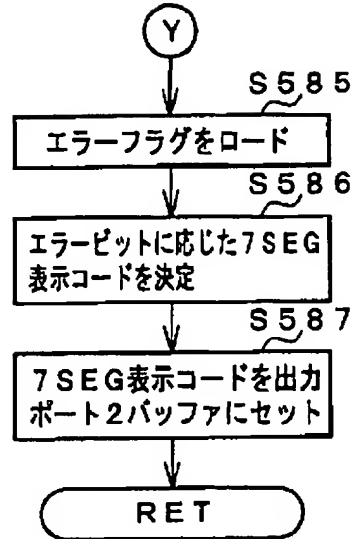 Y
S585
エラーフラグをロード
S586
エラービットに応じた7SEG
表示コードを決定
S587
7SEG表示コードを出力
ポート2バッファにセット
RET